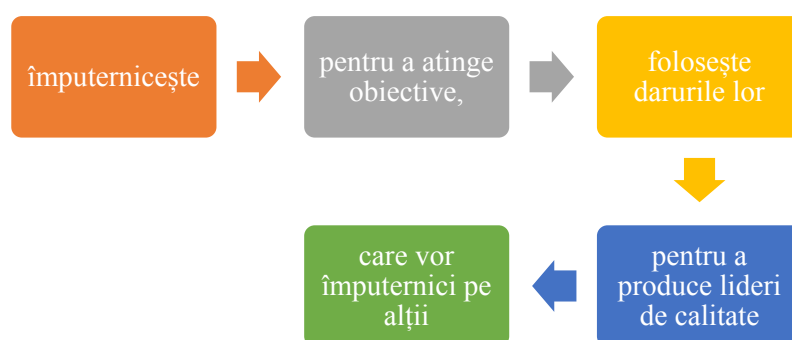 împuternicește
pentru a atinge
obiective,
folosește
darurile lor
pentru a
produce lideri
de calitate
care vor
împuternici pe
alții